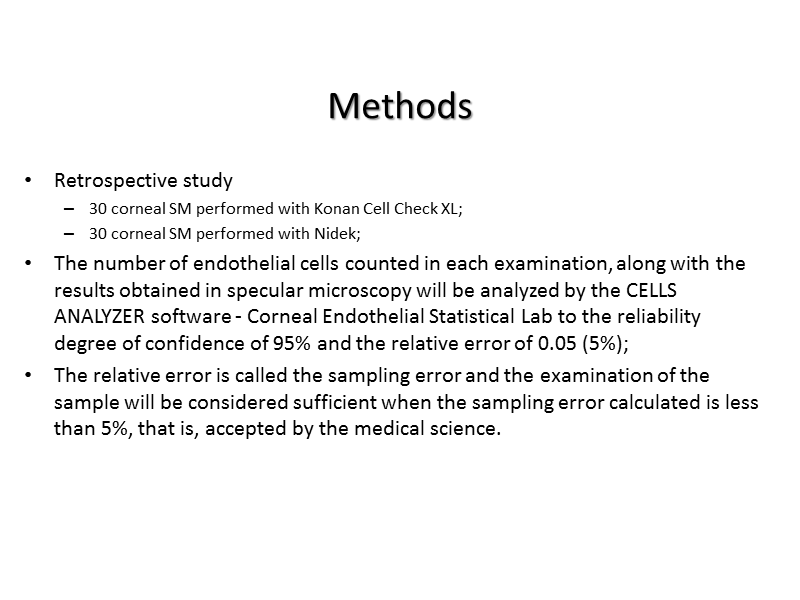 Methods
• Retrospective study
– 30 corneal SM performed with Konan Cell Check XL;
– 30 corneal SM performed with Nidek;
• The number of endothelial cells counted in each examination, along with the
results obtained in specular microscopy will be analyzed by the CELLS
ANALYZER software - Corneal Endothelial Statistical Lab to the reliability
degree of confidence of 95% and the relative error of 0.05 (5%);
• The relative error is called the sampling error and the examination of the
sample will be considered sufficient when the sampling error calculated is less
than 5%, that is, accepted by the medical science.